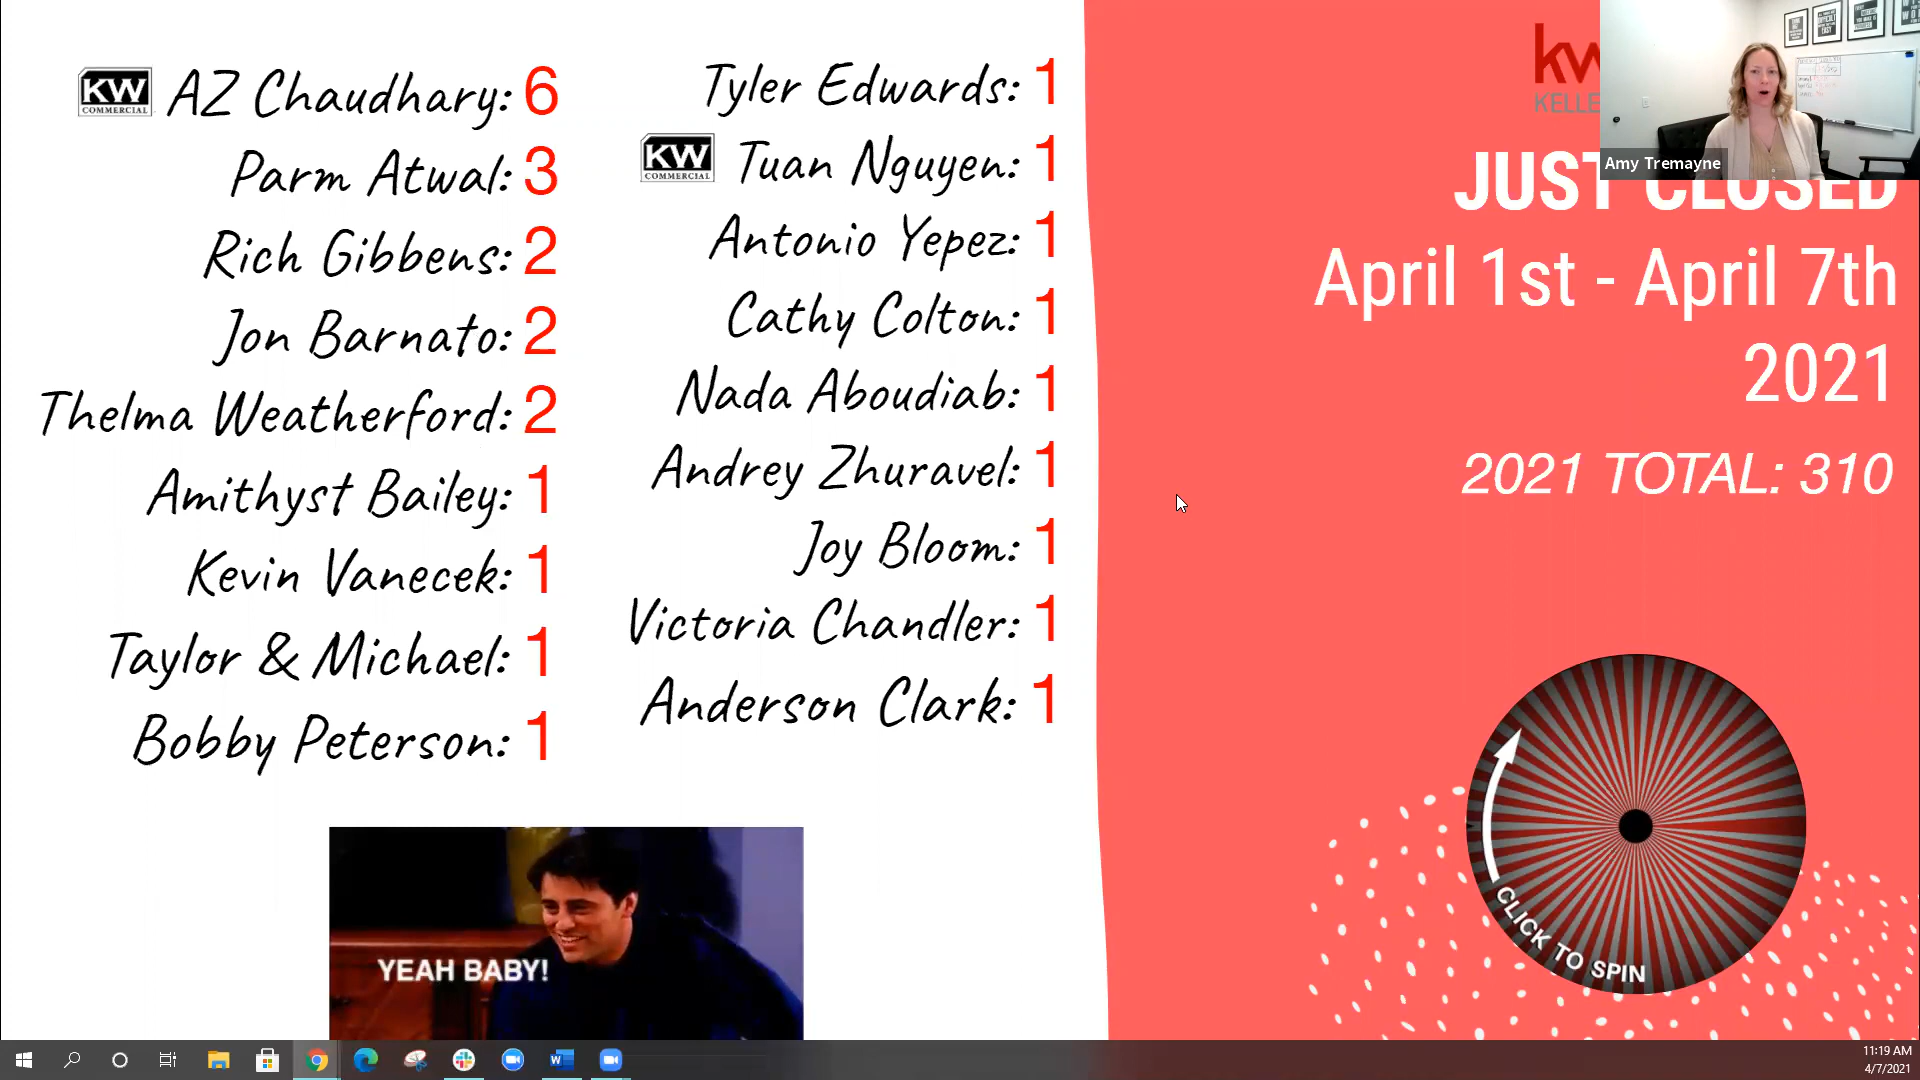 KW
COMMERCIAL
AZ Chaudhary: 6
Parm Atwal: 3
Rich Gibbens: 2
Jon Barnato: 2
Thelma Weatherford: 2
Amithyst Bailey: 1
Kevin Vanecek: 1
Taylor & Michael: 1
Bobby Peterson: 1
Tyler Edwards: 1
KW
COMMERCIAL
Tuan Nguyen: 1
Antonio Yepez: 1
Cathy Colton: 1
Nada Aboudiab: 1
Andrey Zhuravel: 1
Joy Bloom: 1
Victoria Chandler: 1
Anderson Clark: 1
YEAH BABY!
kw
KELLE
Amy Tremayne
JUST CLOSED
April 1st - April 7th
2021
2021 TOTAL: 310
CLICK TO SPIN
11:19 AM
4/7/2021